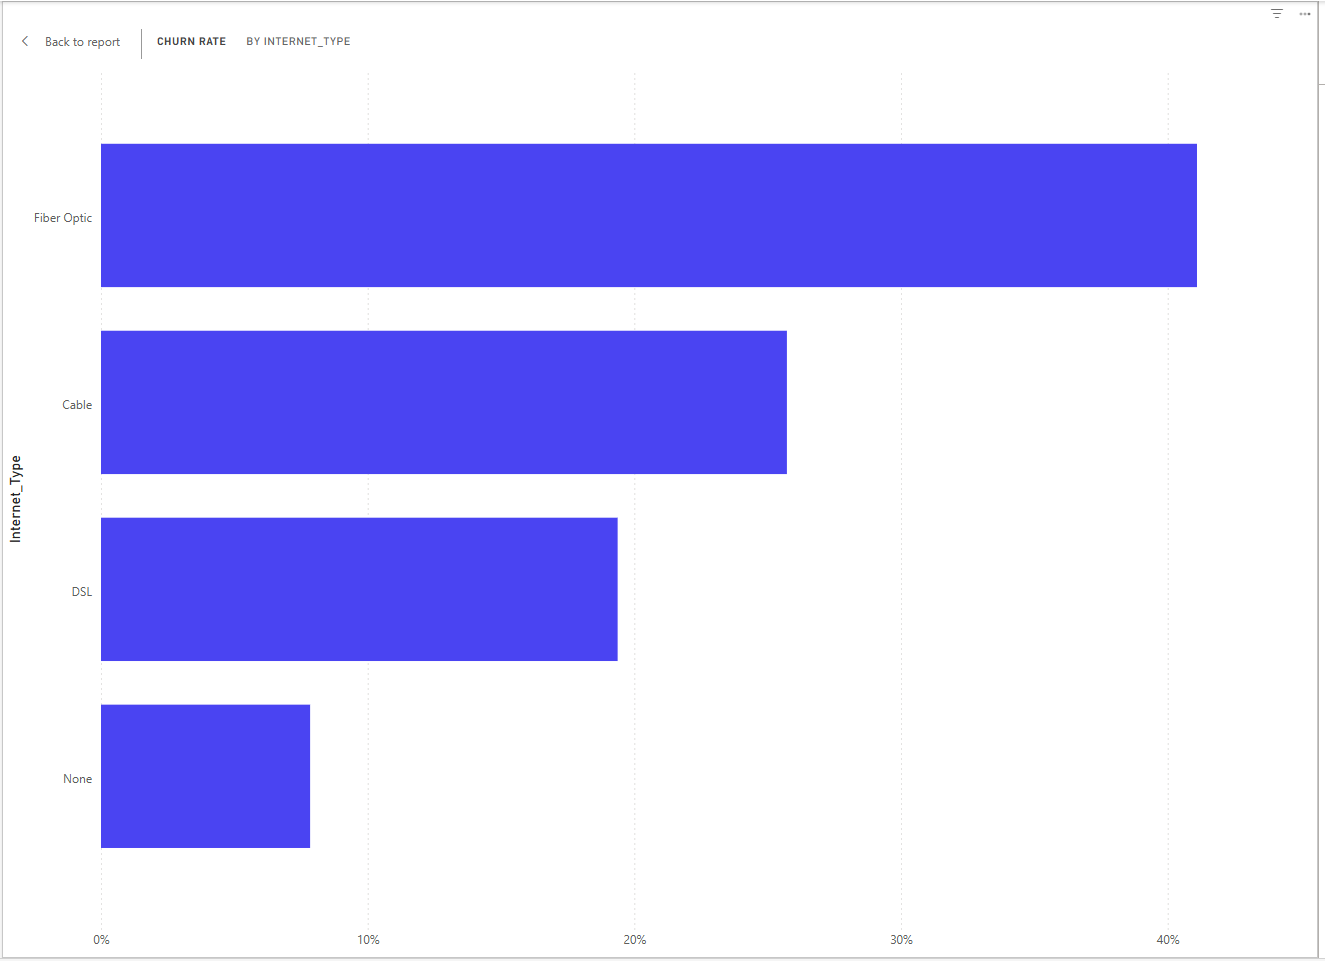 Back to report
CHURN RATE BY INTERNET_TYPE
Internet_Type
Fiber Optic
Cable
DSL
None
0% 10% 20% 30% 40%